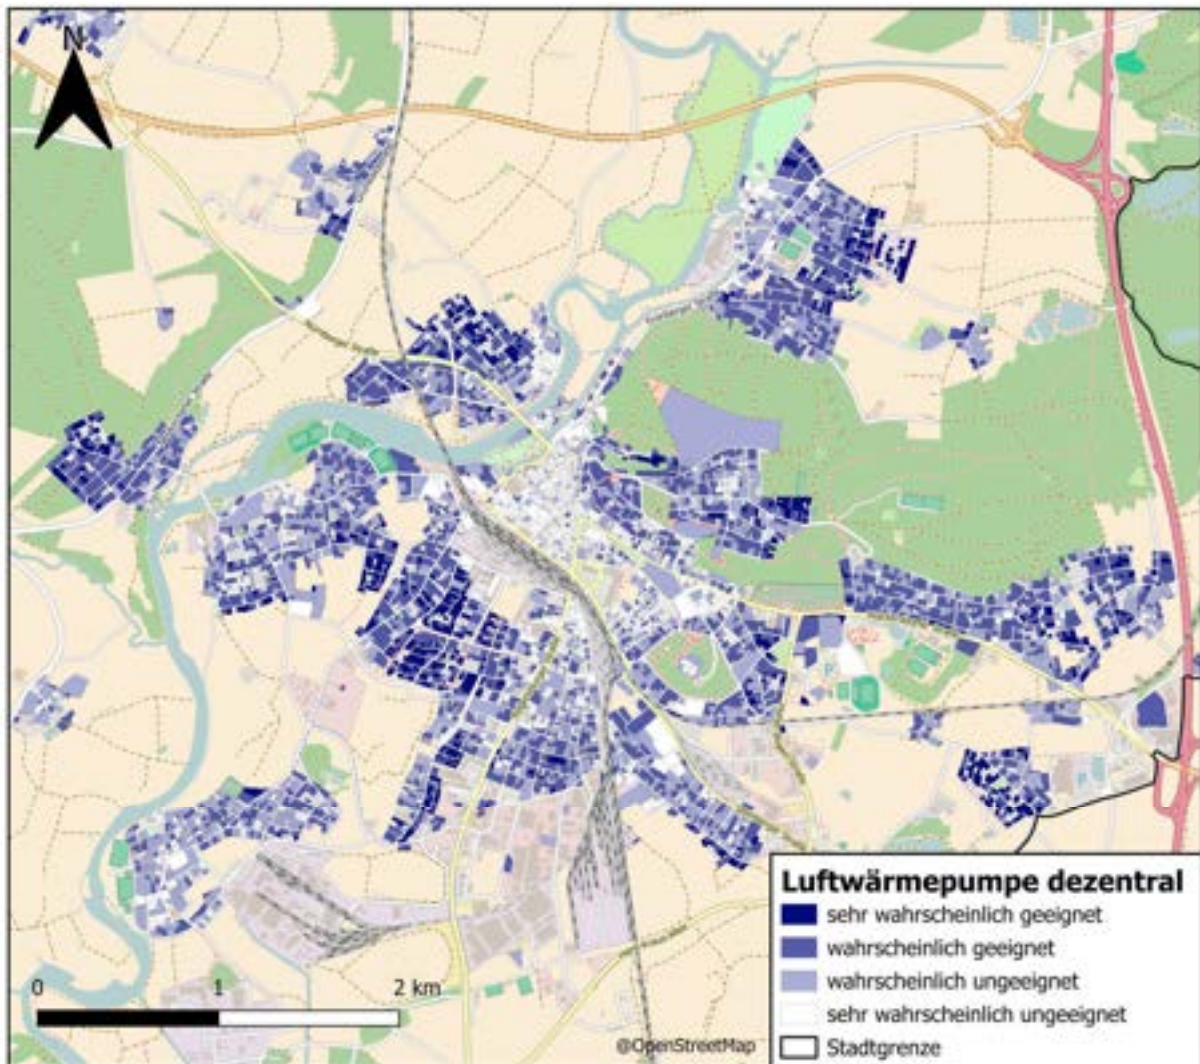 N
Luftwärmepumpe dezentral
sehr wahrscheinlich geeignet
wahrscheinlich geeignet
wahrscheinlich ungeeignet
sehr wahrscheinlich ungeeignet
Stadtgrenze
0 1 2 km
@OpenStreetMap